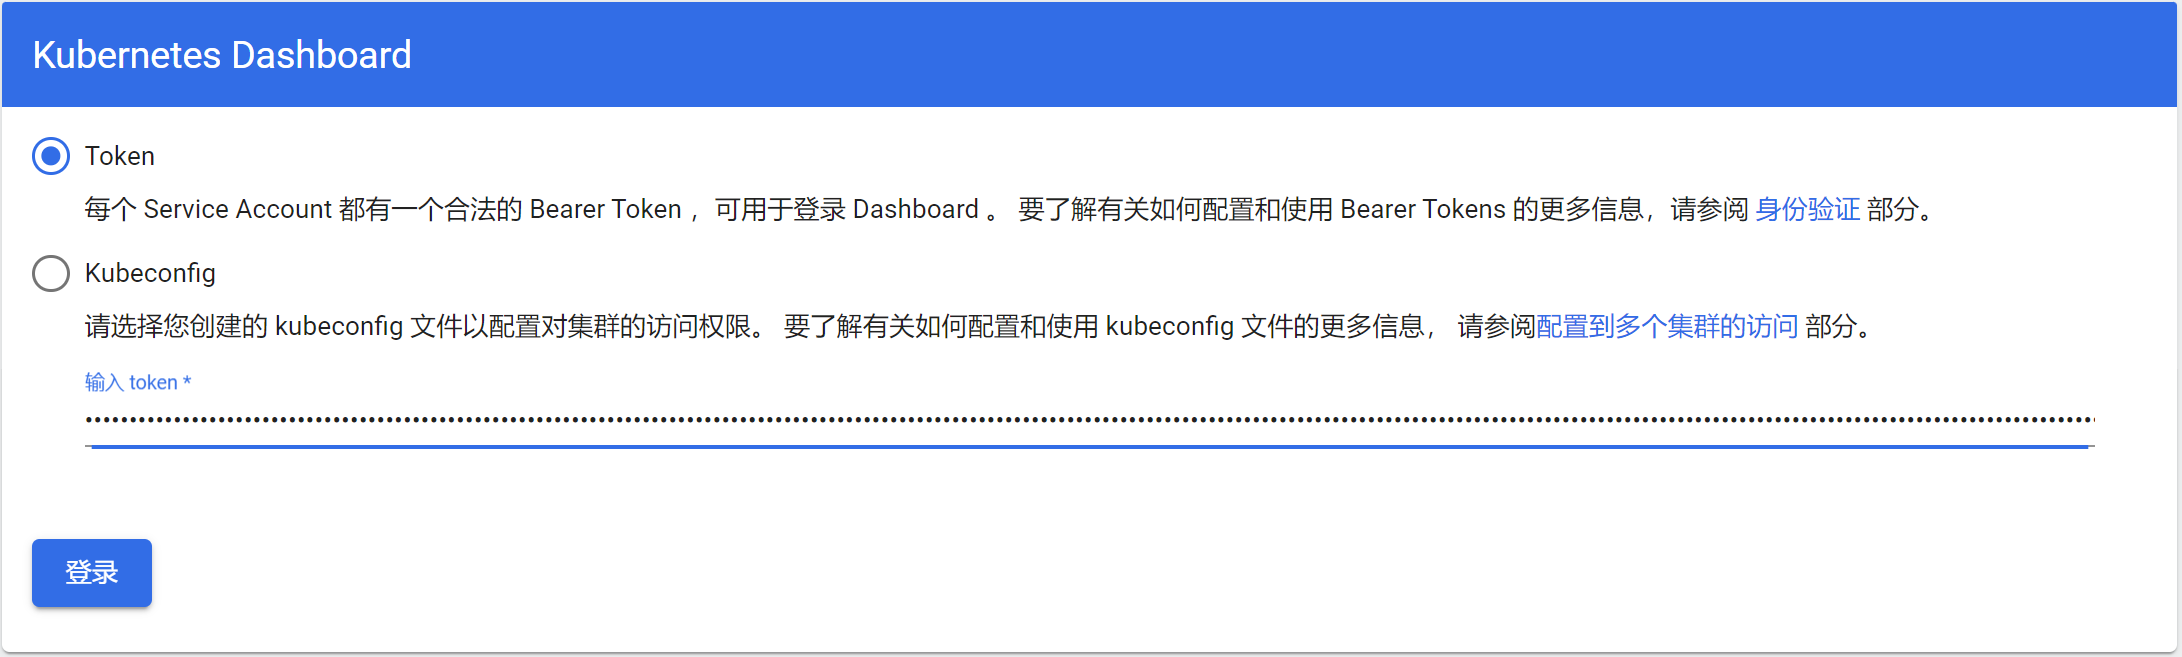 Kubernetes Dashboard
Token
每个 Service Account 都有一个合法的 Bearer Token ，可用于登录 Dashboard 。 要了解有关如何配置和使用 Bearer Tokens 的更多信息，请参阅 身份验证 部分。
Kubeconfig
请选择您创建的 kubeconfig 文件以配置对集群的访问权限。 要了解有关如何配置和使用 kubeconfig 文件的更多信息， 请参阅配置到多个集群的访问 部分。
输入 token *
登录